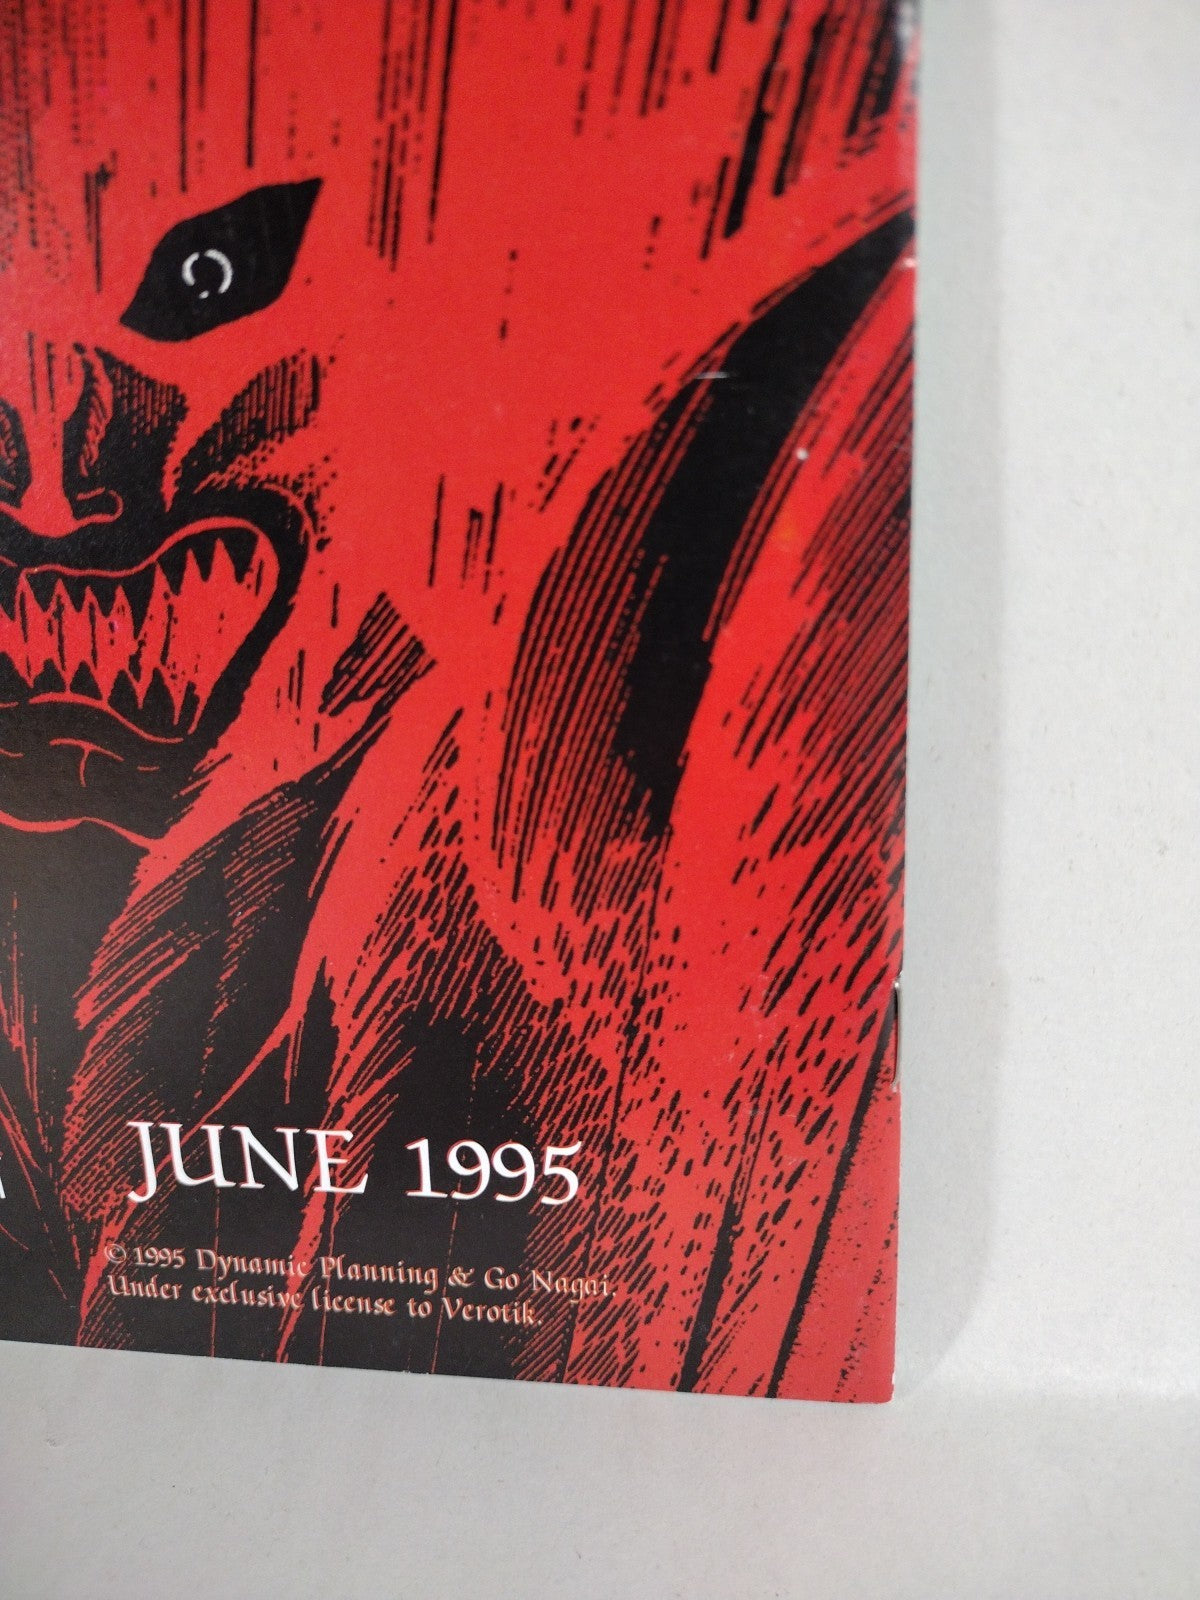 JUNE 1995
© 1995 Dynamic Planning & Go Nagai.
Under exclusive license to Verotik.